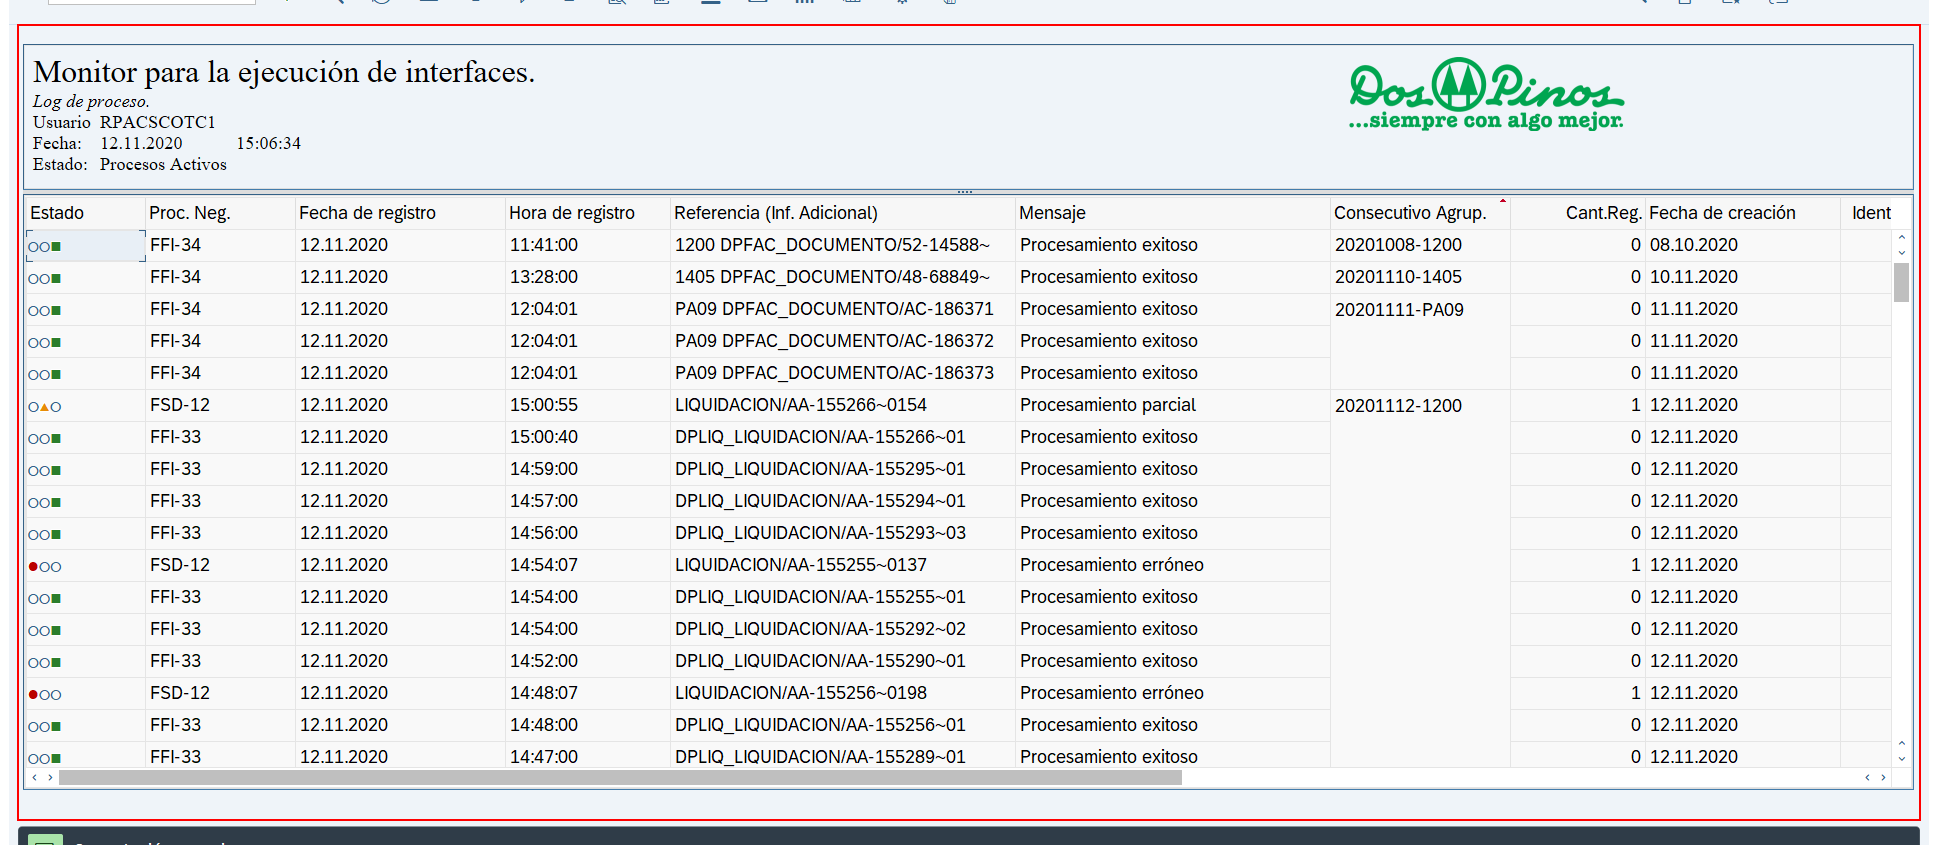 Monitor para la ejecución de interfaces.
Log de proceso.
Usuario RPACSCOTC1
Fecha: 12.11.2020 15:06:34
Estado: Procesos Activos
Dos Pinos
...siempre con algo mejor.
Estado Proc. Neg. Fecha de registro Hora de registro Referencia (Inf. Adicional) Mensaje Consecutivo Agrup. Cant.Reg. Fecha de creación Ident
FFI-34 12.11.2020 11:41:00 1200 DPFAC_DOCUMENTO/52-14588~ Procesamiento exitoso 20201008-1200 0 08.10.2020
FFI-34 12.11.2020 13:28:00 1405 DPFAC_DOCUMENTO/48-68849~ Procesamiento exitoso 20201110-1405 0 10.11.2020
FFI-34 12.11.2020 12:04:01 PA09 DPFAC_DOCUMENTO/AC-186371 Procesamiento exitoso 20201111-PA09 0 11.11.2020
FFI-34 12.11.2020 12:04:01 PA09 DPFAC_DOCUMENTO/AC-186372 Procesamiento exitoso 0 11.11.2020
FFI-34 12.11.2020 12:04:01 PA09 DPFAC_DOCUMENTO/AC-186373 Procesamiento exitoso 0 11.11.2020
FSD-12 12.11.2020 15:00:55 LIQUIDACION/AA-155266~0154 Procesamiento parcial 20201112-1200 1 12.11.2020
FFI-33 12.11.2020 15:00:40 DPLIQ_LIQUIDACION/AA-155266~01 Procesamiento exitoso 0 12.11.2020
FFI-33 12.11.2020 14:59:00 DPLIQ_LIQUIDACION/AA-155295~01 Procesamiento exitoso 0 12.11.2020
FFI-33 12.11.2020 14:57:00 DPLIQ_LIQUIDACION/AA-155294~01 Procesamiento exitoso 0 12.11.2020
FFI-33 12.11.2020 14:56:00 DPLIQ_LIQUIDACION/AA-155293~03 Procesamiento exitoso 0 12.11.2020
FSD-12 12.11.2020 14:54:07 LIQUIDACION/AA-155255~0137 Procesamiento erróneo 1 12.11.2020
FFI-33 12.11.2020 14:54:00 DPLIQ_LIQUIDACION/AA-155255~01 Procesamiento exitoso 0 12.11.2020
FFI-33 12.11.2020 14:54:00 DPLIQ_LIQUIDACION/AA-155292~02 Procesamiento exitoso 0 12.11.2020
FFI-33 12.11.2020 14:52:00 DPLIQ_LIQUIDACION/AA-155290~01 Procesamiento exitoso 0 12.11.2020
FSD-12 12.11.2020 14:48:07 LIQUIDACION/AA-155256~0198 Procesamiento erróneo 1 12.11.2020
FFI-33 12.11.2020 14:48:00 DPLIQ_LIQUIDACION/AA-155256~01 Procesamiento exitoso 0 12.11.2020
FFI-33 12.11.2020 14:47:00 DPLIQ_LIQUIDACION/AA-155289~01 Procesamiento exitoso 0 12.11.2020